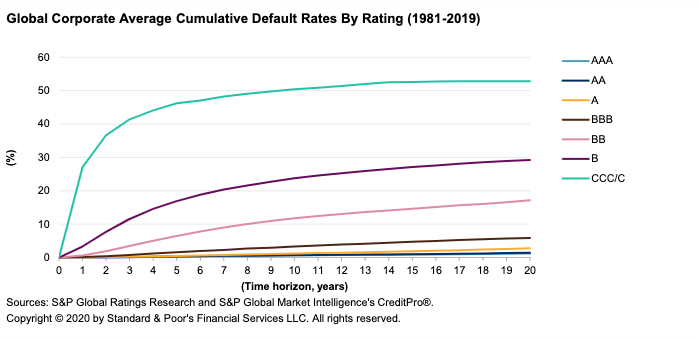 Global Corporate Average Cumulative Default Rates By Rating (1981-2019)
60
50
40
30
20
10
0
(%)
0 1 2 3 4 5 6 7 8 9 10 11 12 13 14 15 16 17 18 19 20
(Time horizon, years)
AAA
AA
A
BBB
BB
B
CCC/C
Sources: S&P Global Ratings Research and S&P Global Market Intelligence's CreditPro®.
Copyright © 2020 by Standard & Poor's Financial Services LLC. All rights reserved.